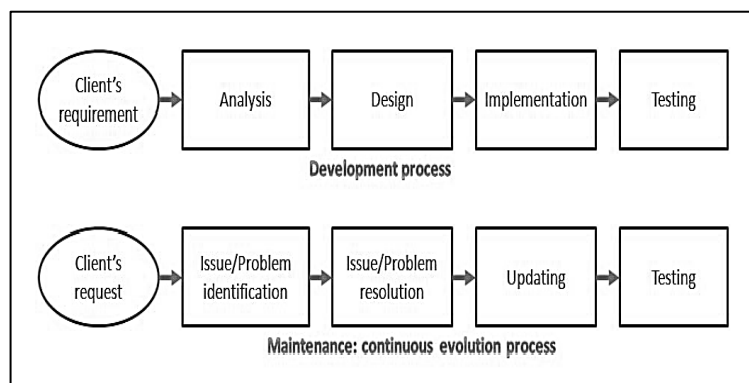 Client's
requirement
Analysis
Design
Implementation
Testing
Development process
Client's
request
Issue/Problem
identification
Issue/Problem
resolution
Updating
Testing
Maintenance: continuous evolution process